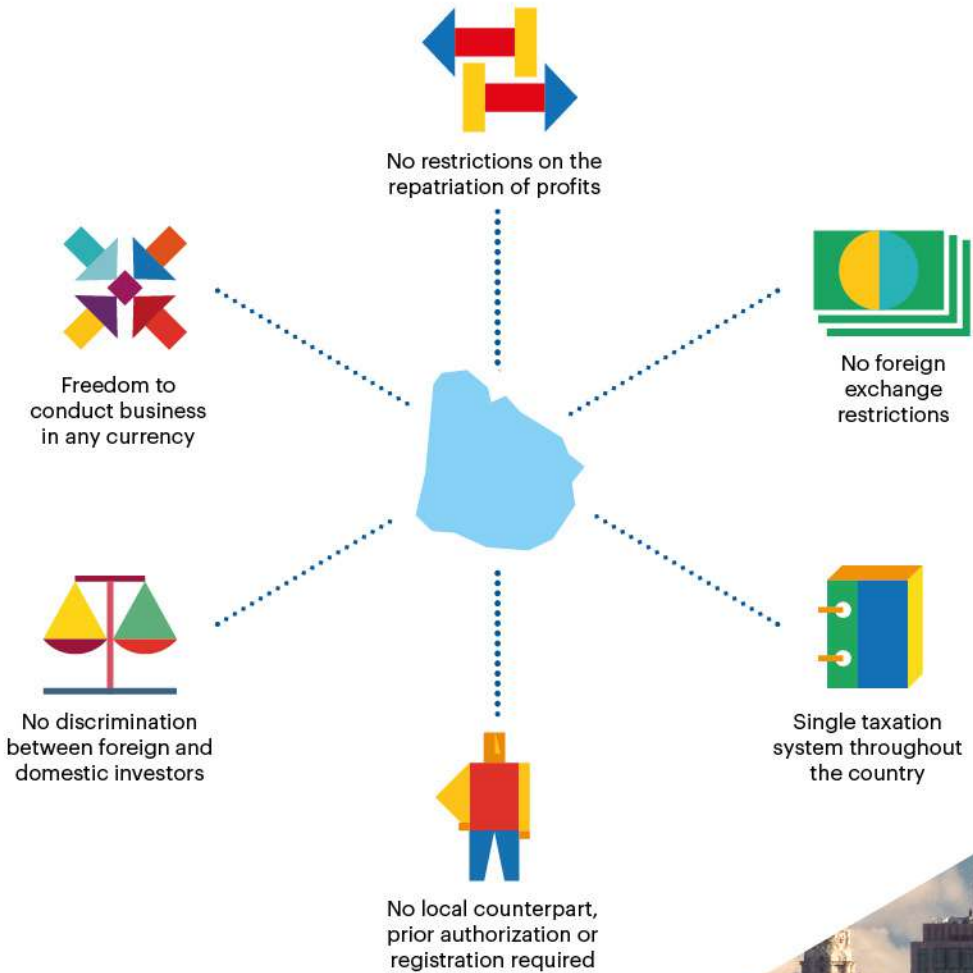 No restrictions on the
repatriation of profits
Freedom to
conduct business
in any currency
No foreign
exchange
restrictions
No discrimination
between foreign and
domestic investors
Single taxation
system throughout
the country
No local counterpart,
prior authorization or
registration required